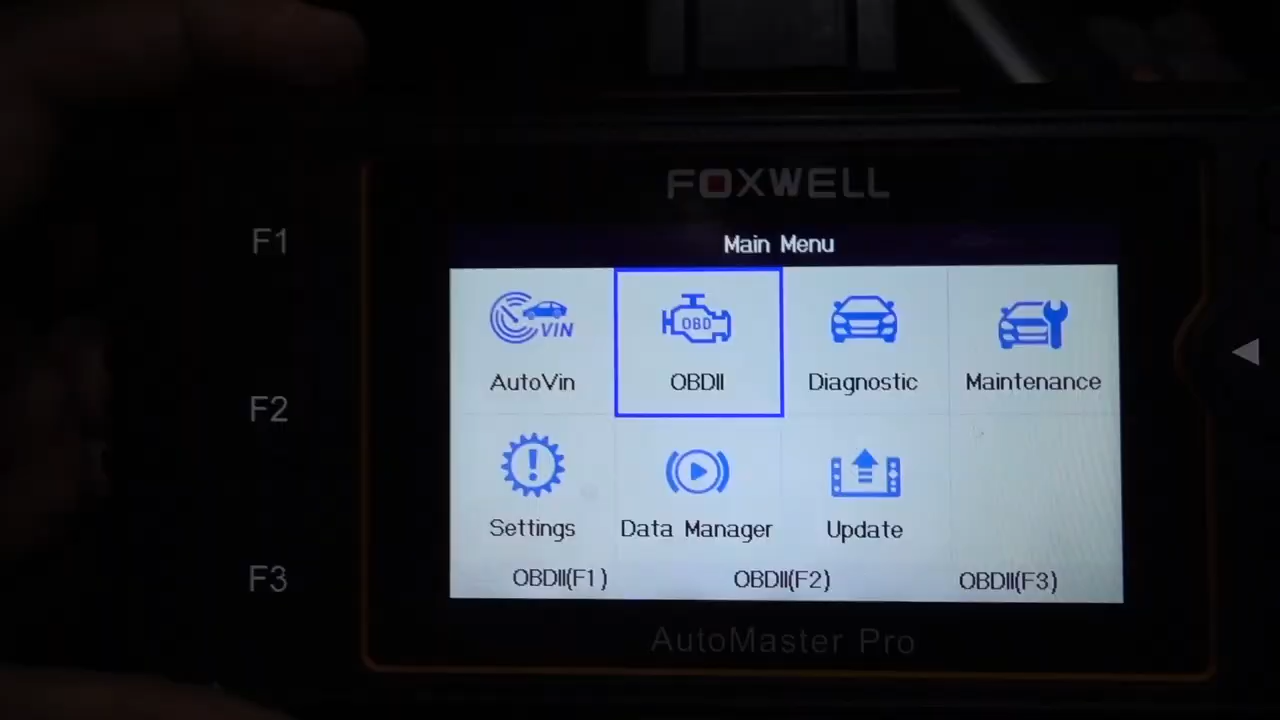 FOXWELL
F1
Main Menu
VIN
OBD
AutoVin
OBDII
Diagnostic
Maintenance
F2
Settings
Data Manager
Update
F3
OBDII(F1)
OBDII(F2)
OBDII(F3)
AutoMaster Pro